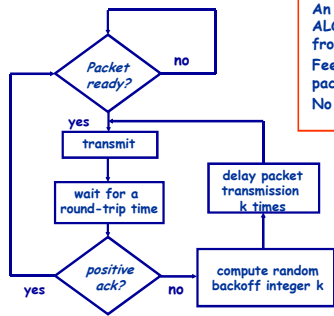 Packet
ready?
no
yes
transmit
wait for a
round-trip time
positive
ack?
yes
no
compute random
backoff integer k
delay packet
transmission
k times
An
ALO
fro
Fee
pac
No